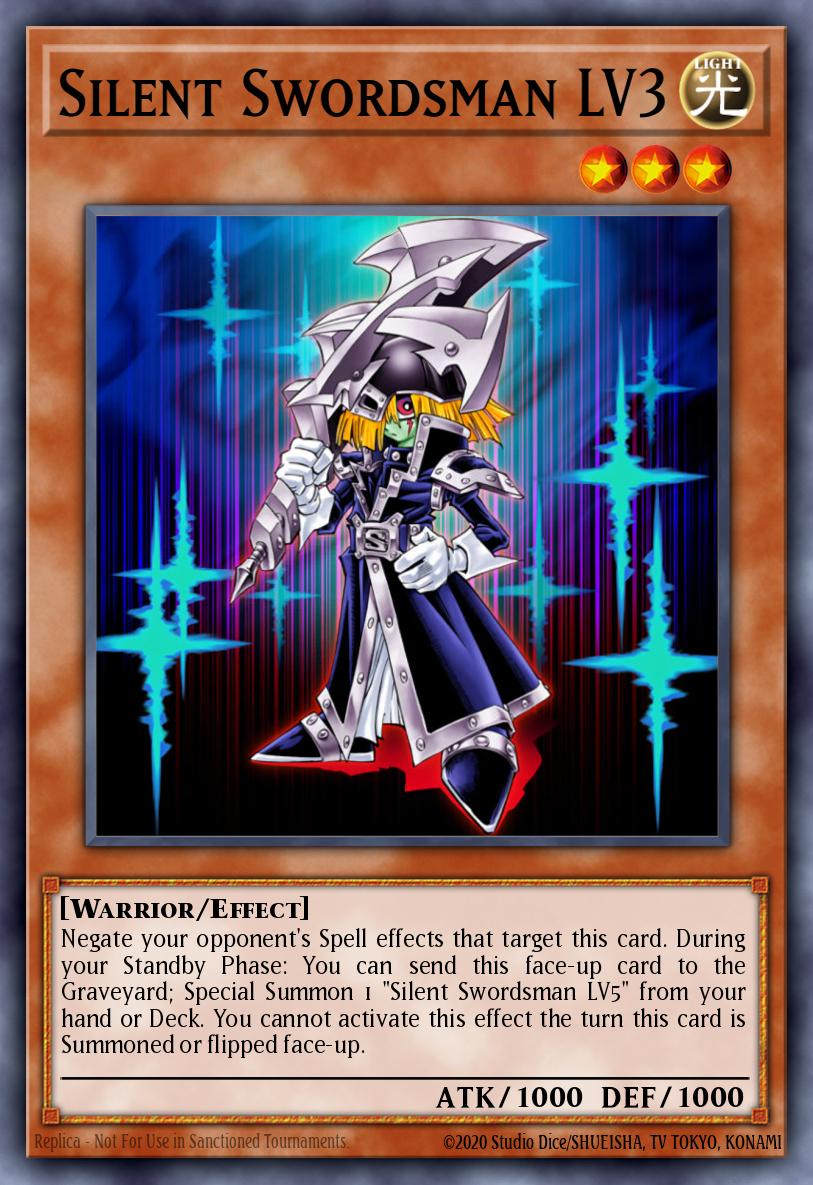 Silent Swordsman LV3
LIGHT
光
S
[Warrior/Effect]
Negate your opponent's Spell effects that target this card. During
your Standby Phase: You can send this face-up card to the
Graveyard; Special Summon 1 "Silent Swordsman LV5" from your
hand or Deck. You cannot activate this effect the turn this card is
Summoned or flipped face-up.
ATK/1000 DEF/1000
Replica - Not For Use in Sanctioned Tournaments.
©2020 Studio Dice/SHUEISHA, TV TOKYO, KONAMI